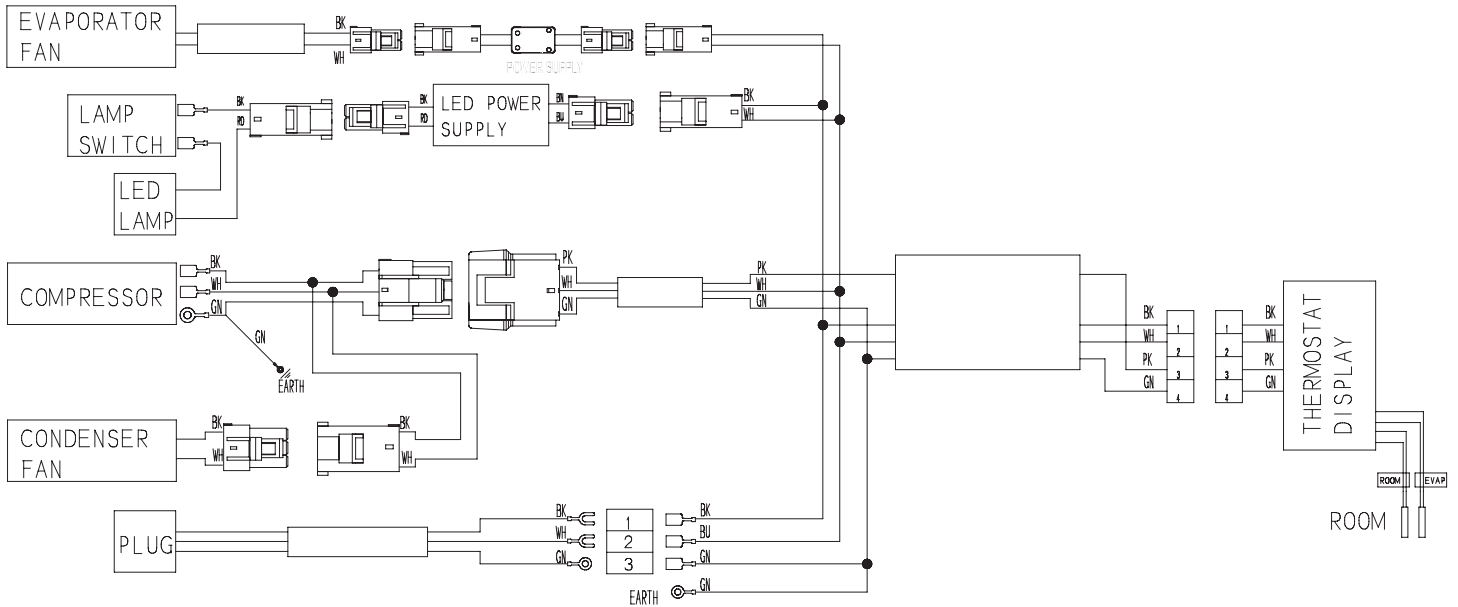 EVAPORATOR
FAN
BK
WH
POWER SUPPLY
LAMP
SWITCH
BK
RD
BK
RD
LED POWER
SUPPLY
BN
BU
BK
WH
LED
LAMP
COMPRESSOR
BK
WH
GN
GN
EARTH
PK
WH
GN
PK
WH
GN
BK
WH
PK
GN
1
2
3
4
1
2
3
4
BK
WH
PK
GN
THERMOSTAT
DISPLAY
CONDENSER
FAN
BK
WH
BK
WH
ROOM
EVAP
ROOM
PLUG
BK
WH
GN
1
2
3
BK
BU
GN
EARTH
GN